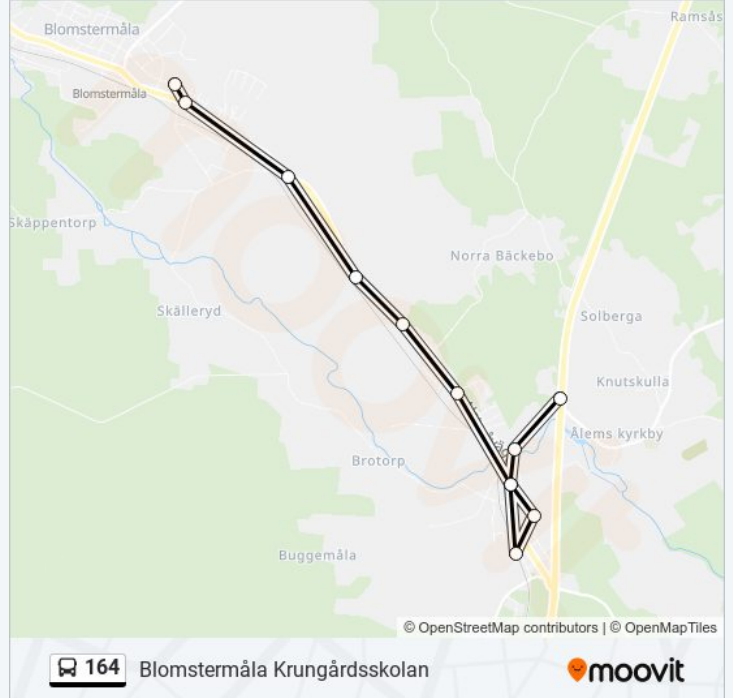 Ramsås
Blomstermåla
Blomstermåla
Skäppentorp
Norra Bäckebo
Skälleryd
Solberga
Knutskulla
Ålems kyrkby
Brotorp
Buggemåla
© OpenStreetMap contributors | © OpenMapTiles
164 Blomstermåla Krungårdsskolan moovit